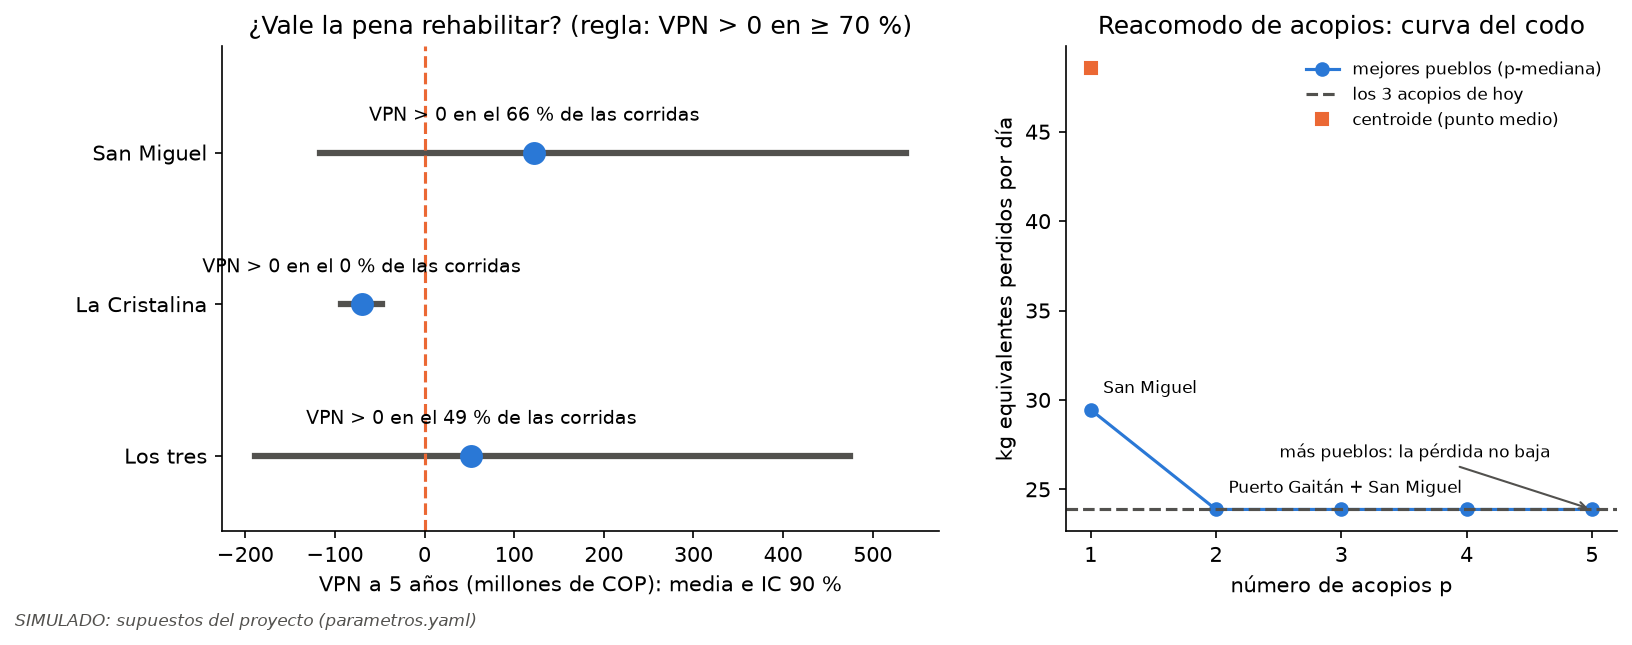 ¿Vale la pena rehabilitar? (regla: VPN > 0 en ≥ 70 %)
San Miguel
VPN > 0 en el 66 % de las corridas
La Cristalina
VPN > 0 en el 0 % de las corridas
Los tres
VPN > 0 en el 49 % de las corridas
−200 −100 0 100 200 300 400 500
VPN a 5 años (millones de COP): media e IC 90 %
Reacomodo de acopios: curva del codo
mejores pueblos (p-mediana)
los 3 acopios de hoy
centroide (punto medio)
kg equivalentes perdidos por día
45
40
35
30
25
San Miguel
más pueblos: la pérdida no baja
Puerto Gaitán + San Miguel
1 2 3 4 5
número de acopios p
SIMULADO: supuestos del proyecto (parametros.yaml)